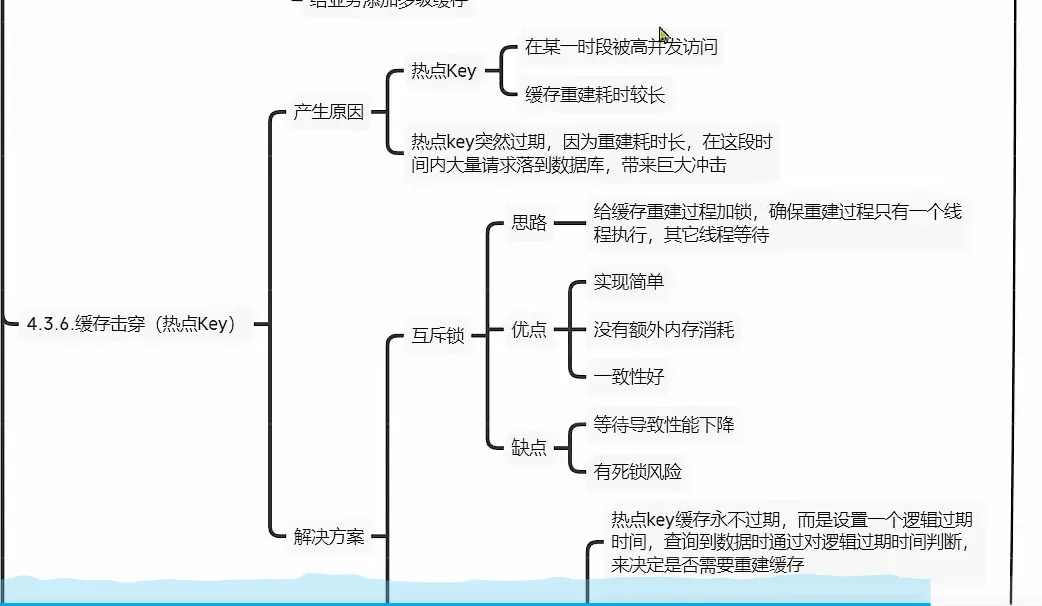 给业务添加多级缓存
在某一时段被高并发访问
热点Key
缓存重建耗时较长
产生原因
热点key突然过期，因为重建耗时长，在这段时
间内大量请求落到数据库，带来巨大冲击
思路
给缓存重建过程加锁，确保重建过程只有一个线
程执行，其它线程等待
实现简单
4.3.6.缓存击穿（热点Key）
互斥锁
优点
没有额外内存消耗
一致性好
等待导致性能下降
缺点
有死锁风险
解决方案
热点key缓存永不过期，而是设置一个逻辑过期
时间，查询到数据时通过对逻辑过期时间判断，
来决定是否需要重建缓存